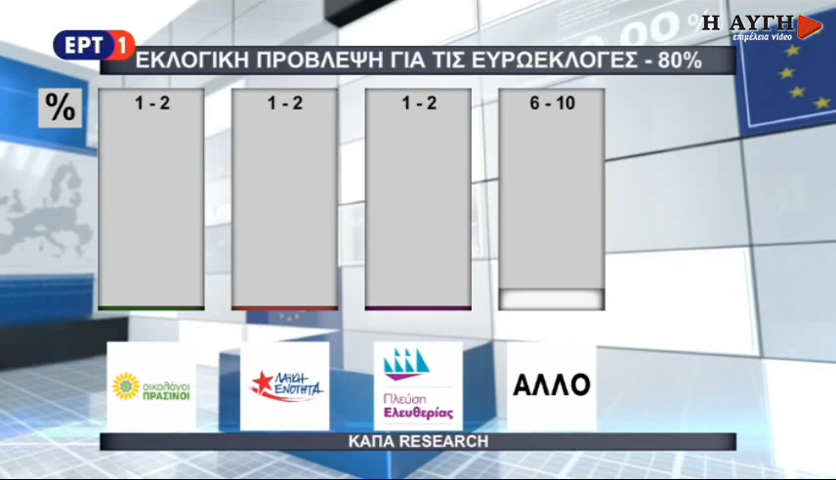 Η ΑΥΓΗ
επιμέλεια video
ΕΡΤ 1
ΕΚΛΟΓΙΚΗ ΠΡΟΒΛΕΨΗ ΓΙΑ ΤΙΣ ΕΥΡΩΕΚΛΟΓΕΣ - 80%
%
1 - 2
1 - 2
1 - 2
6 - 10
οικολόγοι
ΠΡΑΣΙΝΟΙ
ΛΑΪΚΗ
ΕΝΟΤΗΤΑ
Πλεύση
Ελευθερίας
ΑΛΛΟ
ΚΑΠΑ RESEARCH